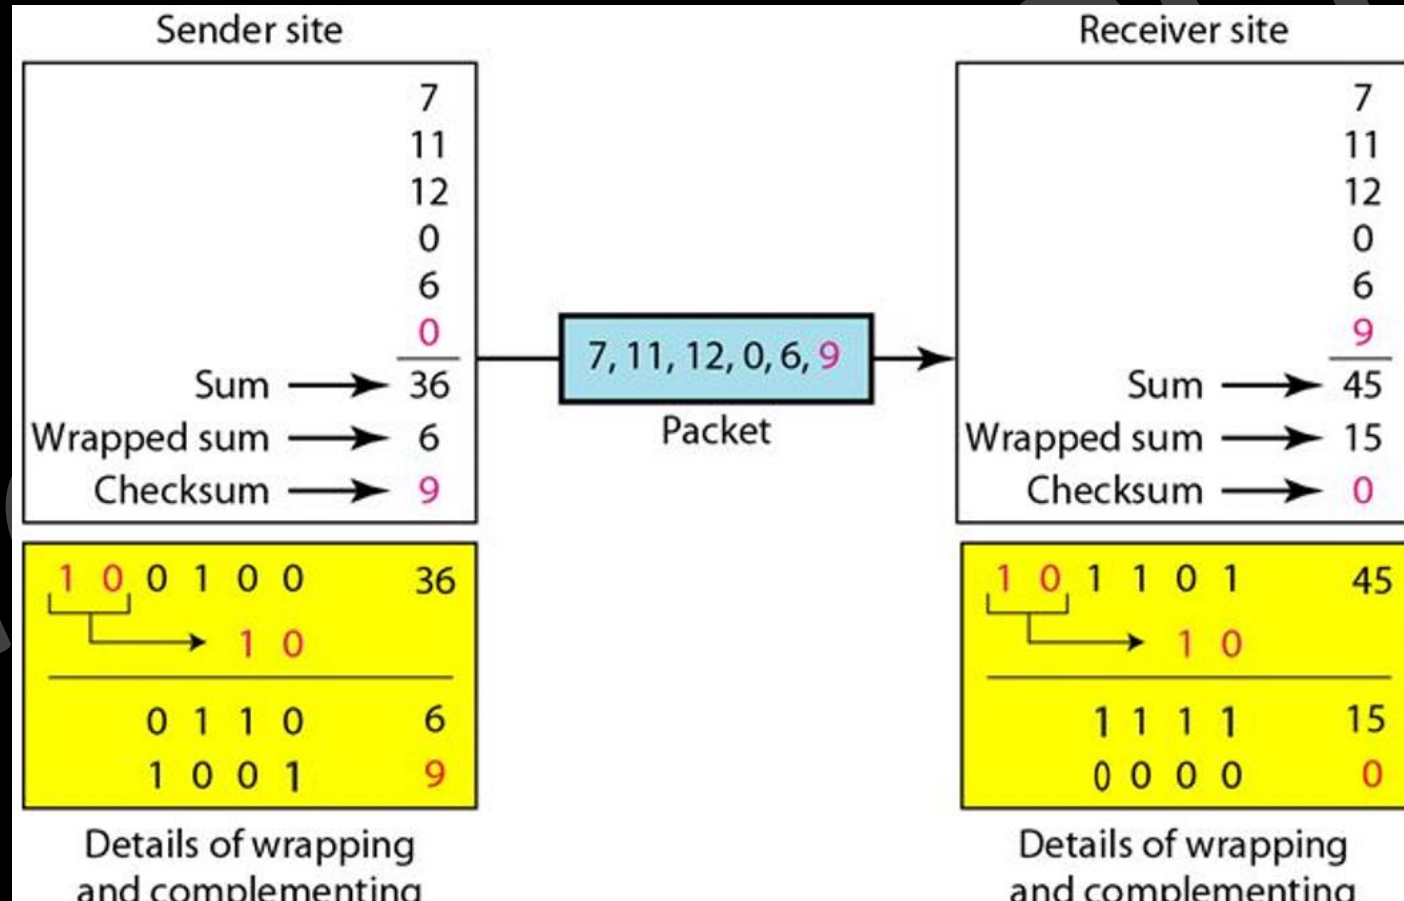 Sender site
7
11
12
0
6
0
Sum 36
Wrapped sum 6
Checksum 9
1 0 0 1 0 0 36
1 0
0 1 1 0 6
1 0 0 1 9
Details of wrapping
and complementing
7, 11, 12, 0, 6, 9
Packet
Receiver site
7
11
12
0
6
9
Sum 45
Wrapped sum 15
Checksum 0
1 0 1 1 0 1 45
1 0
1 1 1 1 15
0 0 0 0 0
Details of wrapping
and complementing